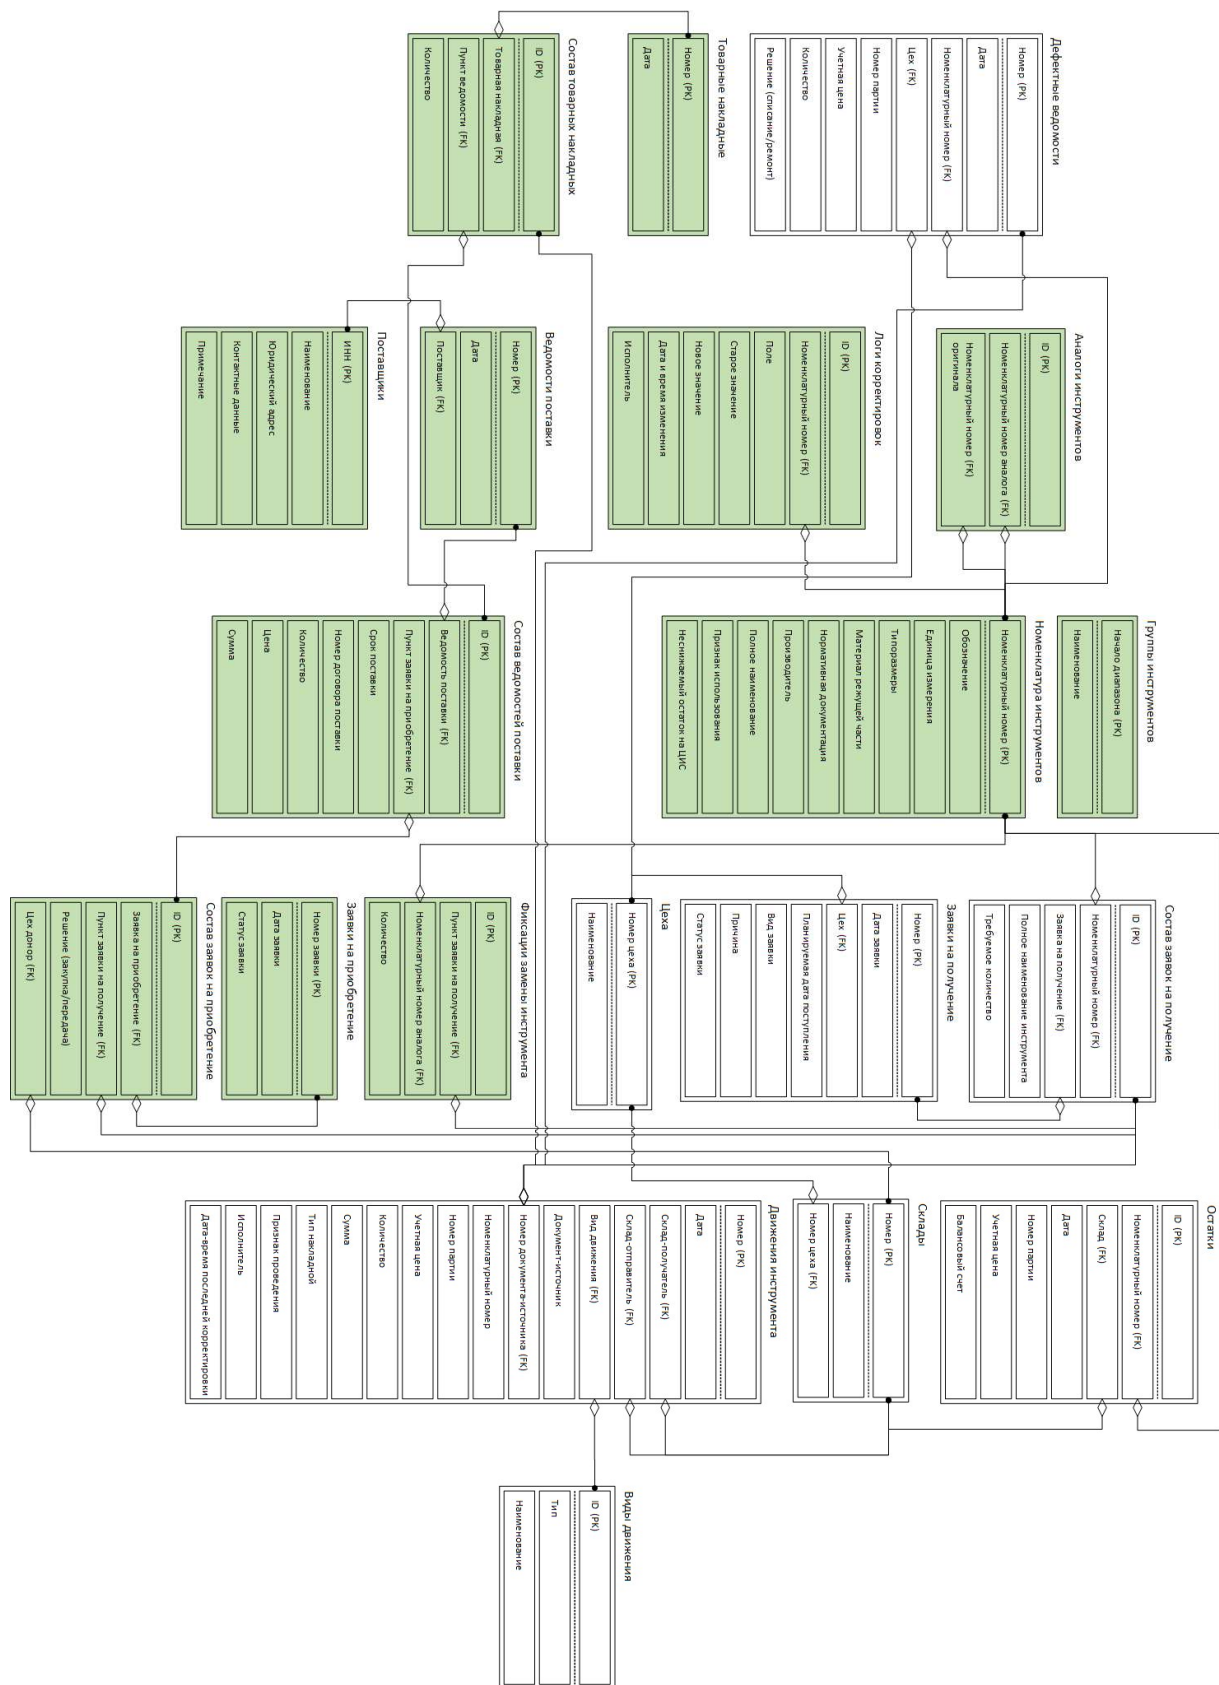 Дефектные ведомости
Номер (PK)
Дата
Номенклатурный номер (FK)
Цех (FK)
Номер партии
Учетная цена
Количество
Решение (списание/ремонт)
Товарные накладные
Номер (PK)
Дата
Состав товарных накладных
ID (PK)
Товарная накладная (FK)
Пункт ведомости (FK)
Количество
Аналоги инструментов
ID (PK)
Номенклатурный номер аналога (FK)
Номенклатурный номер (FK)
оригинала
Логи корректировок
ID (PK)
Номенклатурный номер (FK)
Поле
Старое значение
Новое значение
Дата и время изменения
Исполнитель
Ведомости поставки
Номер (PK)
Дата
Поставщик (FK)
Поставщики
ИНН (PK)
Наименование
Юридический адрес
Контактные данные
Примечание
Группы инструментов
Начало диапазона (PK)
Наименование
Номенклатура инструментов
Номенклатурный номер (PK)
Обозначение
Единица измерения
Типоразмеры
Материал режущей части
Нормативная документация
Производитель
Полное наименование
Признак использования
Неснижаемый остаток на ЦИС
Состав ведомостей поставки
ID (PK)
Ведомость поставки (FK)
Пункт заявки на приобретение (FK)
Срок поставки
Номер договора поставки
Количество
Цена
Сумма
Состав заявок на получение
ID (PK)
Номенклатурный номер (FK)
Заявка на получение (FK)
Полное наименование инструмента
Требуемое количество
Заявки на получение
Номер (PK)
Дата заявки
Цех (FK)
Планируемая дата поступления
Вид заявки
Причина
Статус заявки
Цеха
Номер цеха (PK)
Наименование
Фиксации замены инструмента
ID (PK)
Пункт заявки на получение (FK)
Номенклатурный номер аналога (FK)
Количество
Заявки на приобретение
Номер заявки (PK)
Дата заявки
Статус заявки
Состав заявок на приобретение
ID (PK)
Заявка на приобретение (FK)
Пункт заявки на получение (FK)
Решение (закупка/передача)
Цех донор (FK)
Остатки
ID (PK)
Номенклатурный номер (FK)
Склад (FK)
Дата
Номер партии
Учетная цена
Балансовый счет
Склады
Номер (PK)
Наименование
Номер цеха (FK)
Движения инструмента
Номер (PK)
Дата
Склад-получатель (FK)
Склад-отправитель (FK)
Вид движения (FK)
Документ-источник
Номер документа-источника (FK)
Номенклатурный номер
Номер партии
Учетная цена
Количество
Сумма
Тип накладной
Признак проведения
Исполнитель
Дата-время последней корректировки
Виды движения
ID (PK)
Тип
Наименование